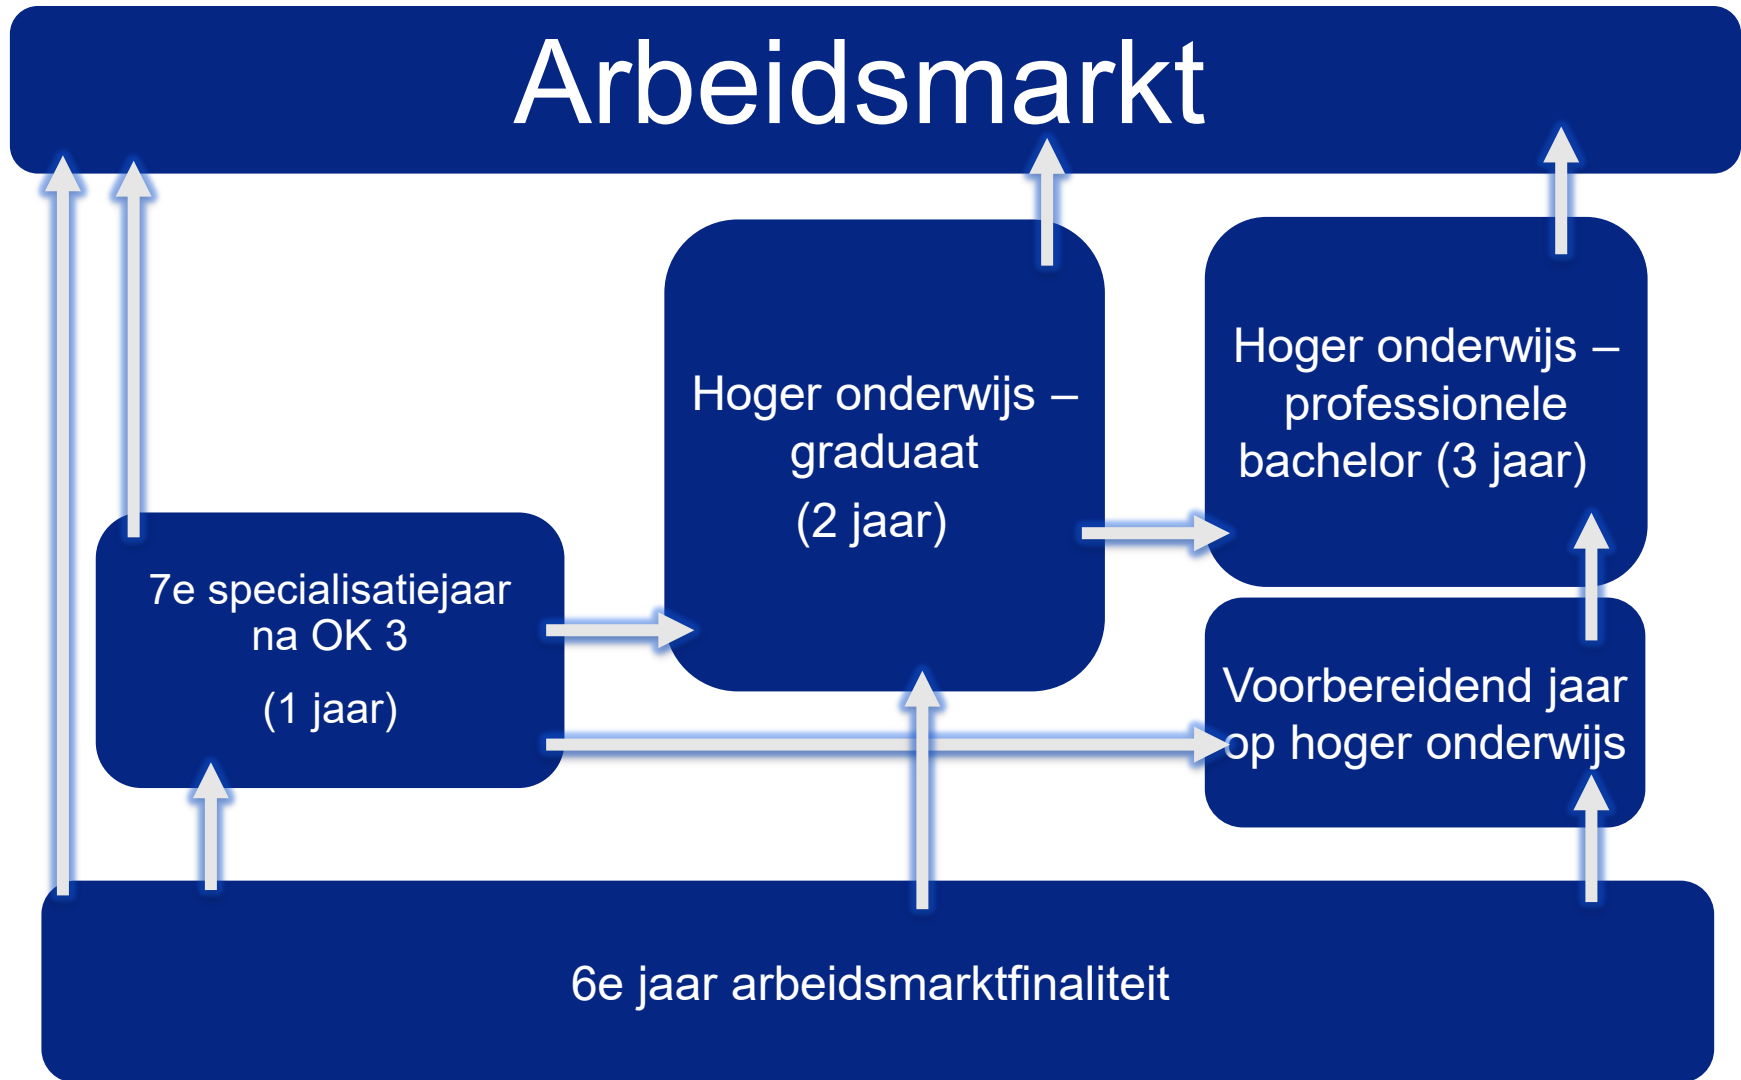 Arbeidsmarkt
Hoger onderwijs –
graduaat
(2 jaar)
Hoger onderwijs –
professionele
bachelor (3 jaar)
7e specialisatiejaar
na OK 3
(1 jaar)
Voorbereidend jaar
op hoger onderwijs
6e jaar arbeidsmarktfinaliteit